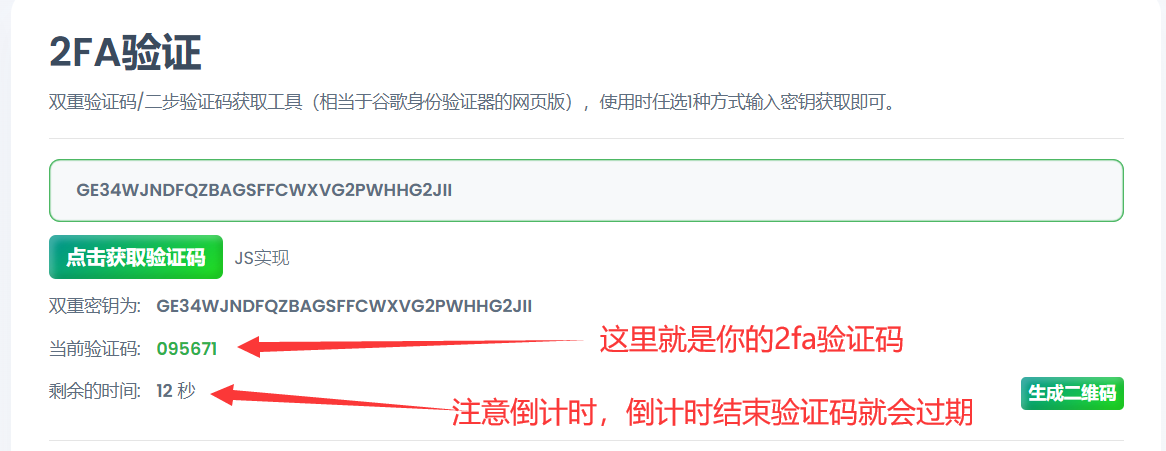 2FA验证
双重验证码/二步验证码获取工具（相当于谷歌身份验证器的网页版），使用时任选1种方式输入密钥获取即可。
GE34WJNDFQZBAGSFFCWXVG2PWHHG2JII
点击获取验证码 JS实现
双重密钥为: GE34WJNDFQZBAGSFFCWXVG2PWHHG2JII
当前验证码: 095671 这里就是你的2fa验证码
剩余的时间: 12 秒 生成二维码
注意倒计时，倒计时结束验证码就会过期